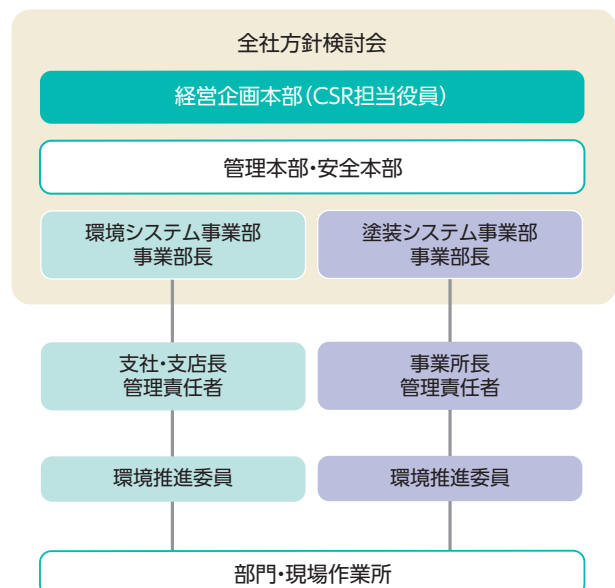 全社方針検討会
経営企画本部(CSR担当役員)
管理本部・安全本部
環境システム事業部
事業部長
塗装システム事業部
事業部長
支社・支店長
管理責任者
事業所長
管理責任者
環境推進委員
環境推進委員
部門・現場作業所